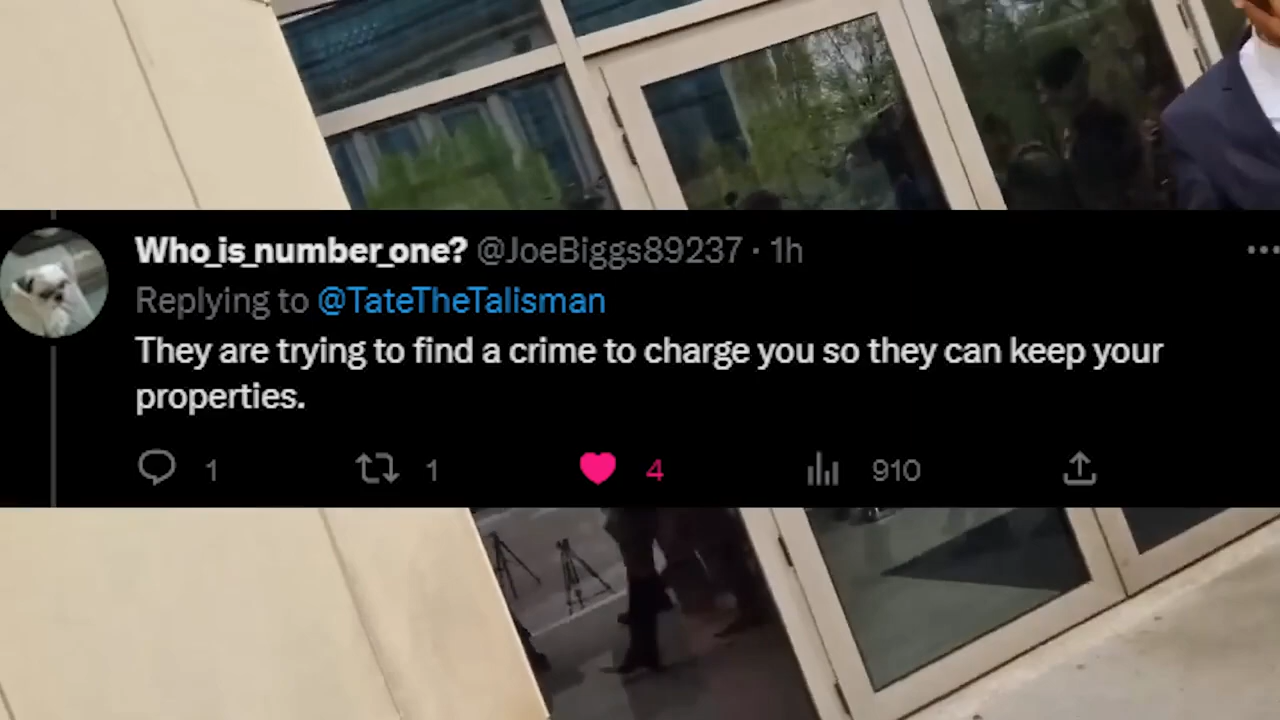 Who_is_number_one? @JoeBiggs89237 · 1h
Replying to @TateTheTalisman
They are trying to find a crime to charge you so they can keep your
properties.
1 1 4 910